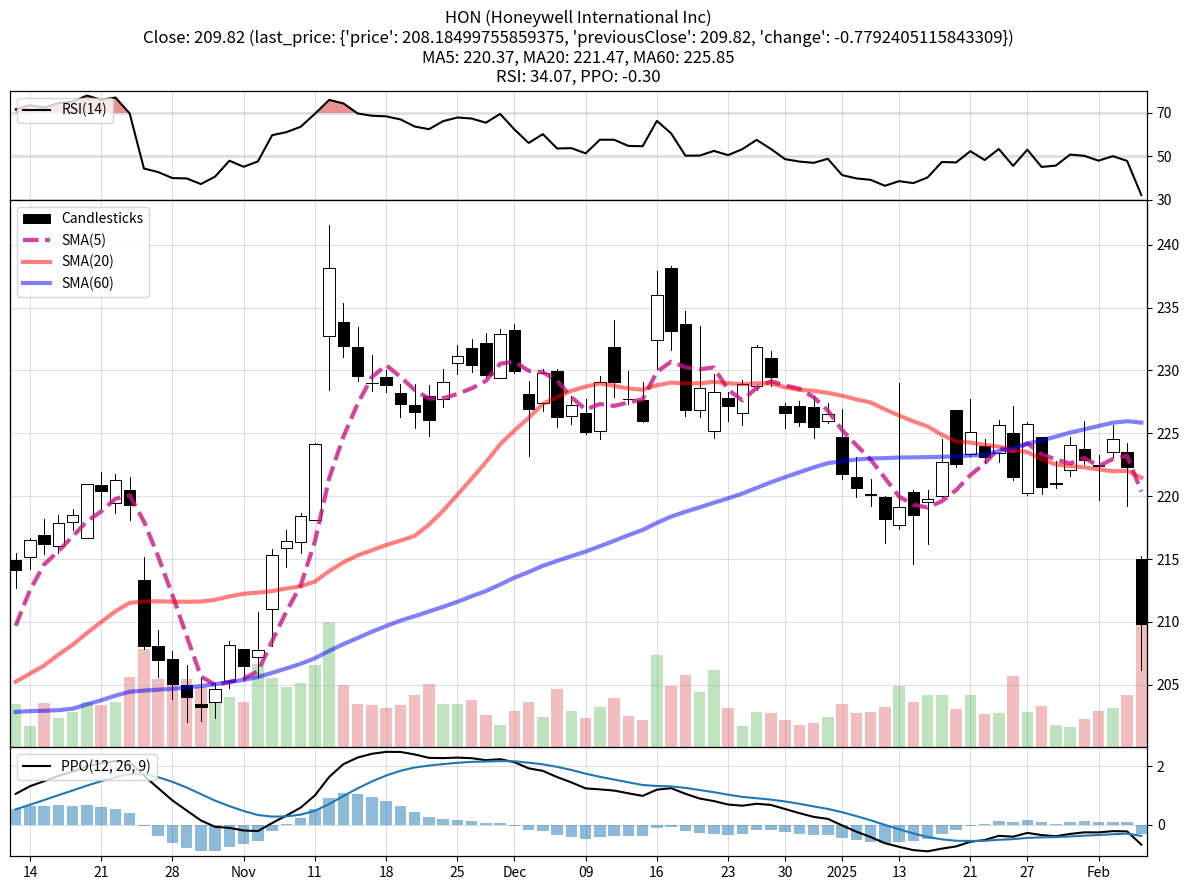 HON (Honeywell International Inc)
Close: 209.82 (last_price: {'price': 208.18499755859375, 'previousClose': 209.82, 'change': -0.7792405115843309})
MA5: 220.37, MA20: 221.47, MA60: 225.85
RSI: 34.07, PPO: -0.30
RSI(14)
70
50
30
Candlesticks
SMA(5)
SMA(20)
SMA(60)
240
235
230
225
220
215
210
205
PPO(12, 26, 9)
2
0
14 21 28 Nov 11 18 25 Dec 09 16 23 30 2025 13 21 27 Feb